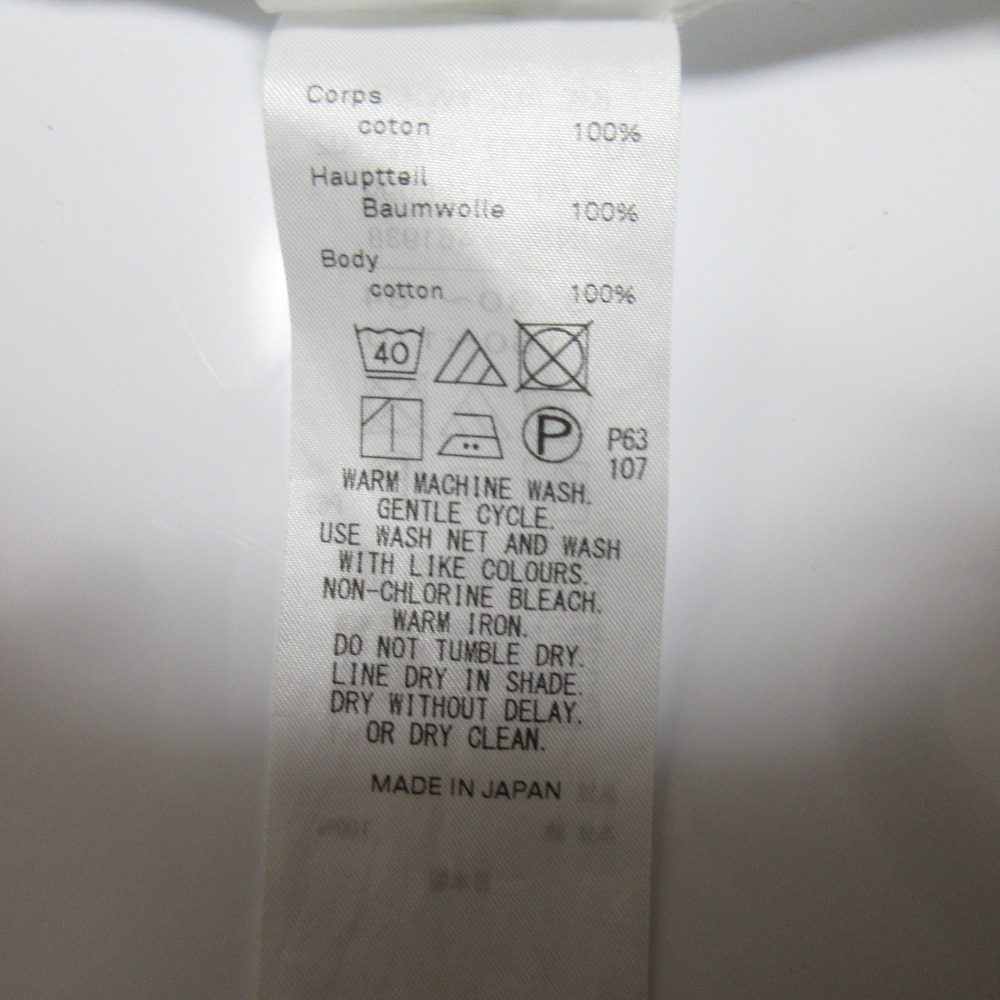 Corps
coton 100%
Hauptteil
Baumwolle 100%
Body
cotton 100%
40
P P63
107
WARM MACHINE WASH.
GENTLE CYCLE.
USE WASH NET AND WASH
WITH LIKE COLOURS.
NON-CHLORINE BLEACH.
WARM IRON.
DO NOT TUMBLE DRY.
LINE DRY IN SHADE.
DRY WITHOUT DELAY.
OR DRY CLEAN.
MADE IN JAPAN